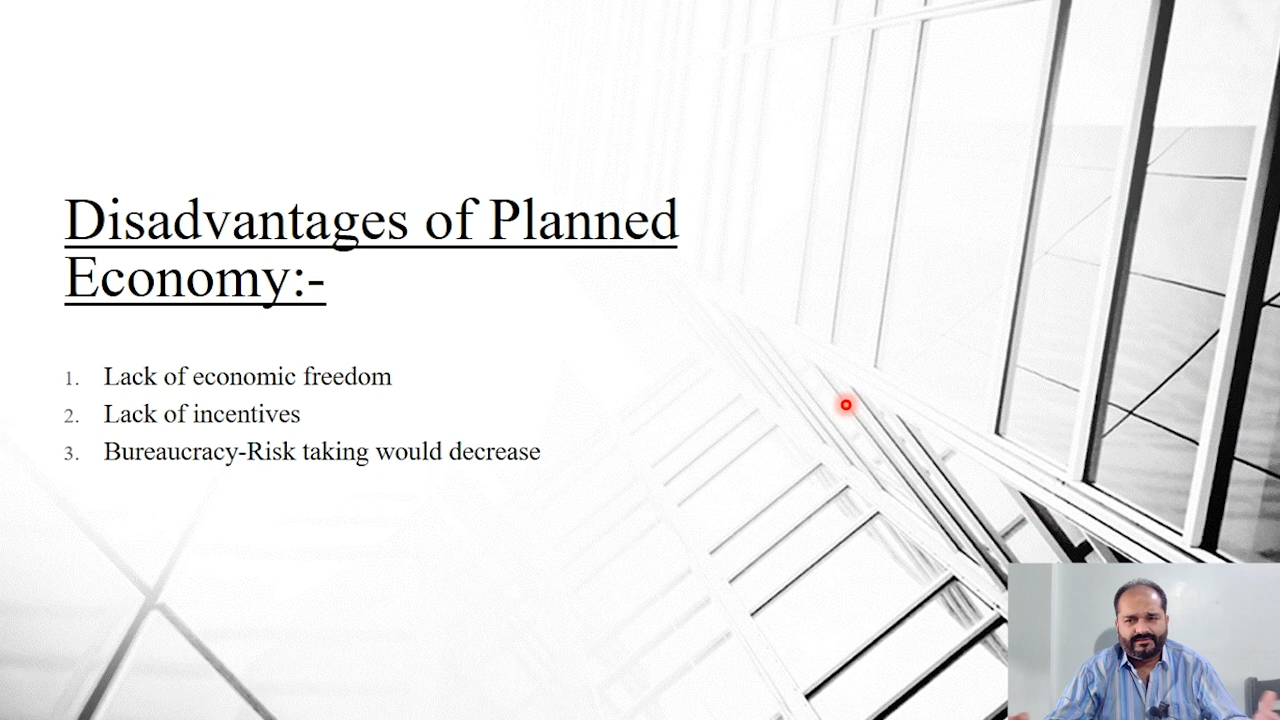 Disadvantages of Planned
Economy:-
1. Lack of economic freedom
2. Lack of incentives
3. Bureaucracy-Risk taking would decrease